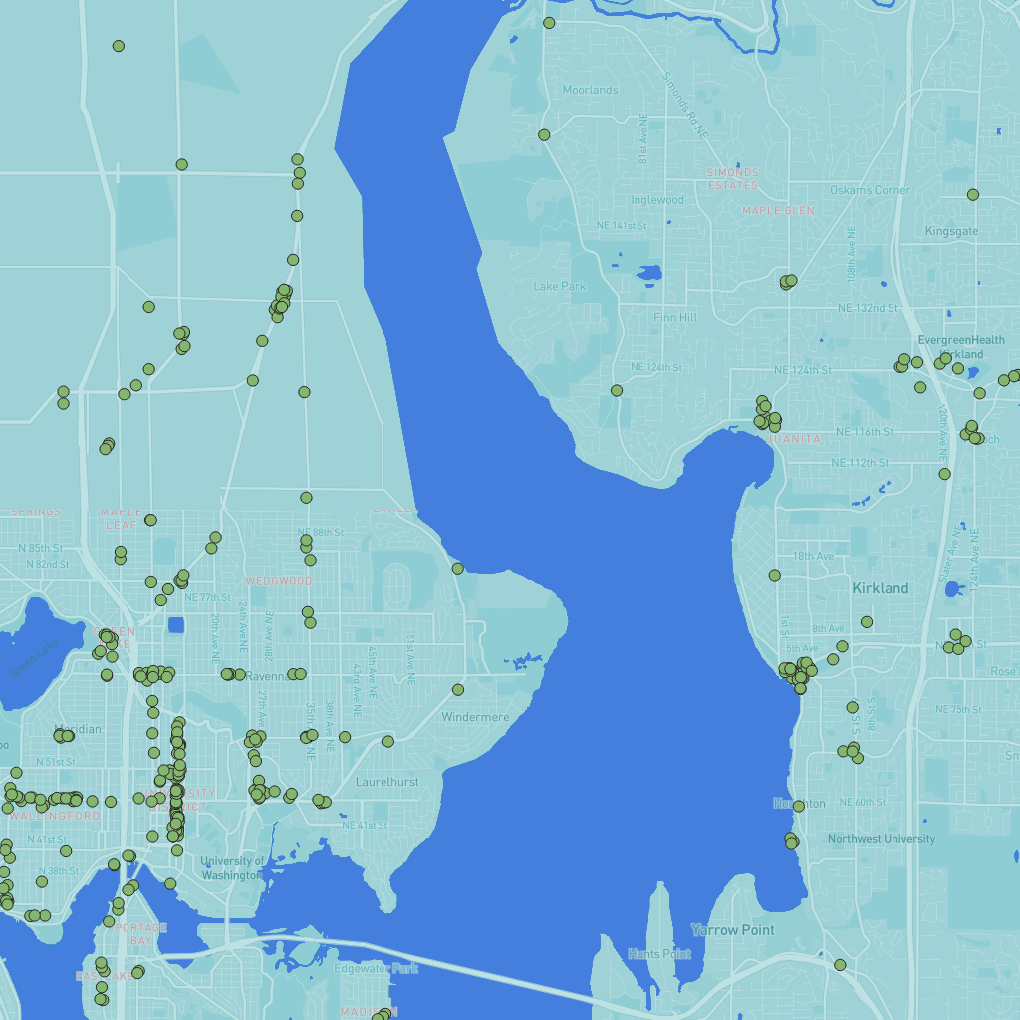 Moorlands
Simonds Rd NE
81st Ave NE
SIMONDS
ESTATES
Oskams Corner
Inglewood
MAPLE GLEN
NE 141st St
Kingsgate
108th Ave NE
Lake Park
NE 132nd St
Finn Hill
EvergreenHealth
Kirkland
NE 124th St
NE 124th St
NE 116th St
NE 112th St
SPRINGS
MAPLE
LEAF
NE 88th St
N 85th St
N 82nd St
18th Ave
Slater Ave NE
124th Ave NE
WEDGWOOD
Kirkland
NE 77th St
20th Ave NE
24th Ave NE
28th Ave NE
1st St
8th Ave
5th Ave
GREEN
Green Lake
45th Ave NE
43rd Ave NE
51st Ave NE
Ravenna
Rose
27th Ave
35th
NE
38th Ave NE
8th St S
NE 75th St
Windermere
Meridian
N 51st St
Laurelhurst
UNIVERSITY
DISTRICT
NE 60th St
WALLINGFORD
NE 41st St
N 41st St
Northwest University
University of
Washington
N 38th St
PORTAGE
BAY
Yarrow Point
Hunts Point
Edgewater Park